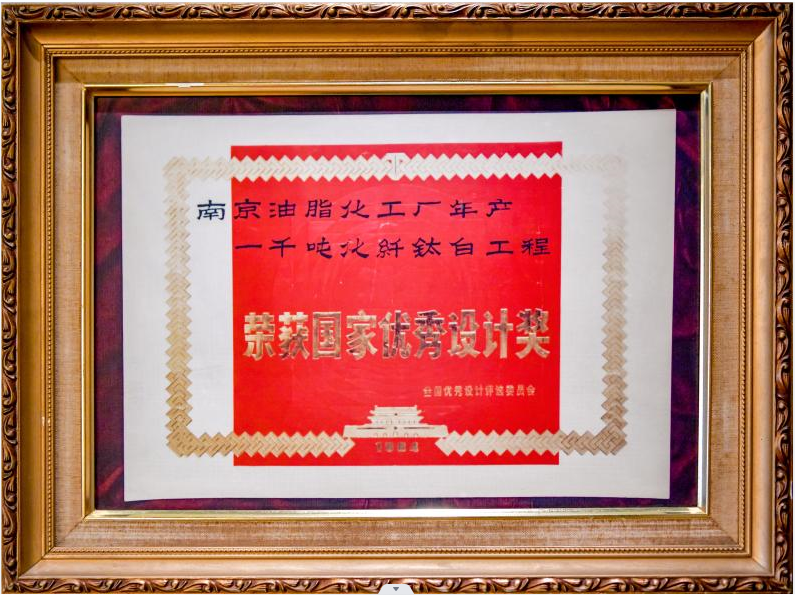 南京油脂化工厂年产
一千吨化纤钛白工程
荣获国家优秀设计奖
全国优秀设计评选委员会